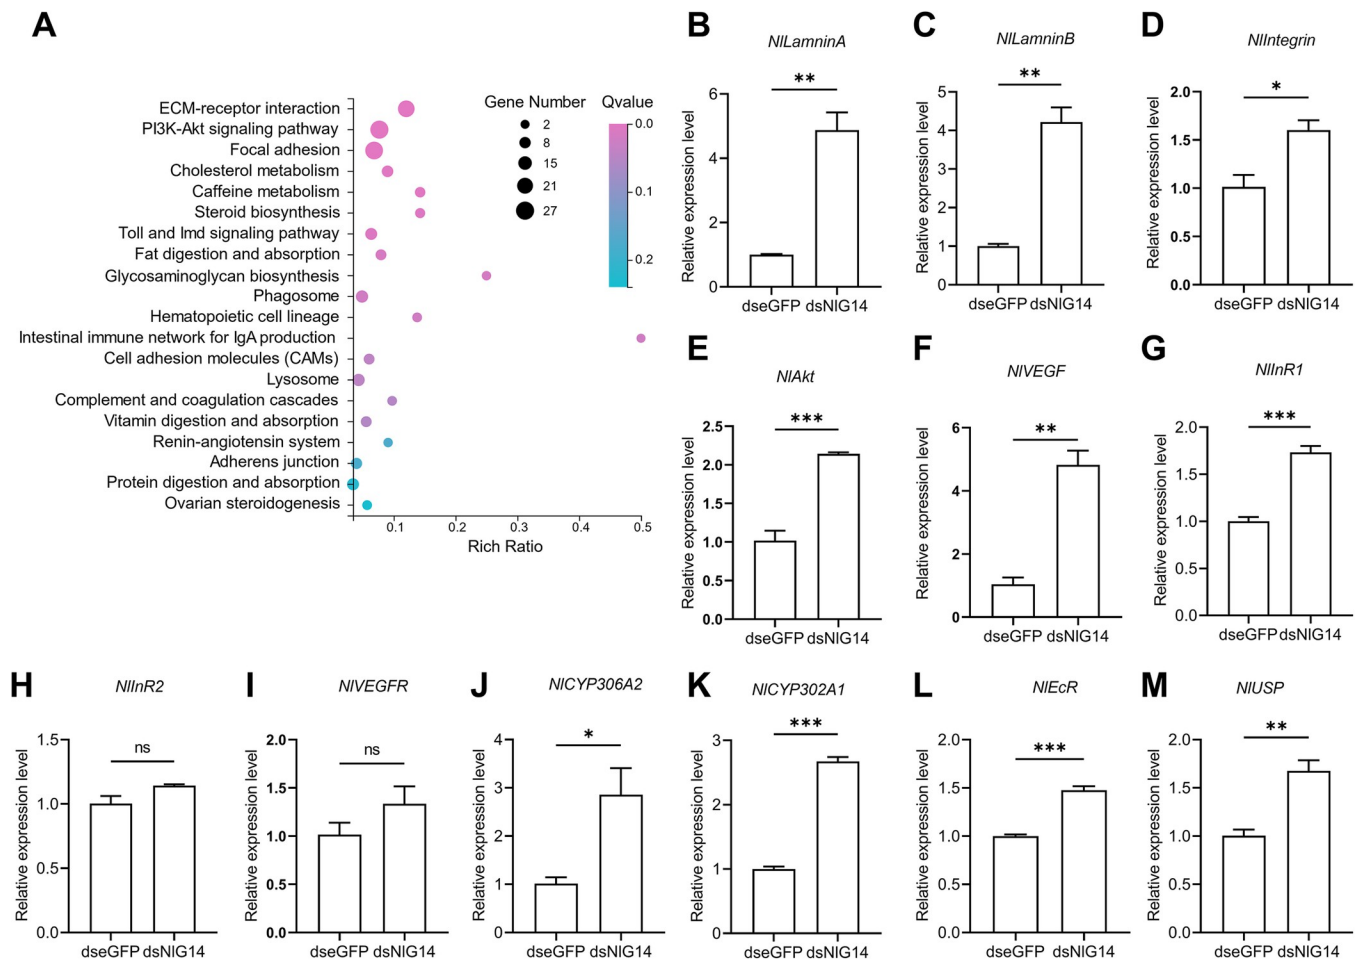 A
Gene Number
2
8
15
21
27
Qvalue
0.0
0.1
0.2
ECM-receptor interaction
PI3K-Akt signaling pathway
Focal adhesion
Cholesterol metabolism
Caffeine metabolism
Steroid biosynthesis
Toll and Imd signaling pathway
Fat digestion and absorption
Glycosaminoglycan biosynthesis
Phagosome
Hematopoietic cell lineage
Intestinal immune network for IgA production
Cell adhesion molecules (CAMs)
Lysosome
Complement and coagulation cascades
Vitamin digestion and absorption
Renin-angiotensin system
Adherens junction
Protein digestion and absorption
Ovarian steroidogenesis
0.1 0.2 0.3 0.4 0.5
Rich Ratio
B
NlLamninA
Relative expression level
6
4
2
0
**
dseGFP dsNlG14
C
NlLamninB
Relative expression level
5
4
3
2
1
0
**
dseGFP dsNlG14
D
NlIntegrin
Relative expression level
2.0
1.5
1.0
0.5
0.0
*
dseGFP dsNlG14
E
NlAkt
Relative expression level
2.5
2.0
1.5
1.0
0.5
0.0
***
dseGFP dsNlG14
F
NlVEGF
Relative expression level
6
4
2
0
**
dseGFP dsNlG14
G
NlInR1
Relative expression level
2.0
1.5
1.0
0.5
0.0
***
dseGFP dsNlG14
H
NlInR2
Relative expression level
1.5
1.0
0.5
0.0
ns
dseGFP dsNlG14
I
NlVEGFR
Relative expression level
2.0
1.5
1.0
0.5
0.0
ns
dseGFP dsNlG14
J
NlCYP306A2
Relative expression level
4
3
2
1
0
*
dseGFP dsNlG14
K
NlCYP302A1
Relative expression level
3
2
1
0
***
dseGFP dsNlG14
L
NlEcR
Relative expression level
2.0
1.5
1.0
0.5
0.0
***
dseGFP dsNlG14
M
NlUSP
Relative expression level
2.0
1.5
1.0
0.5
0.0
**
dseGFP dsNlG14